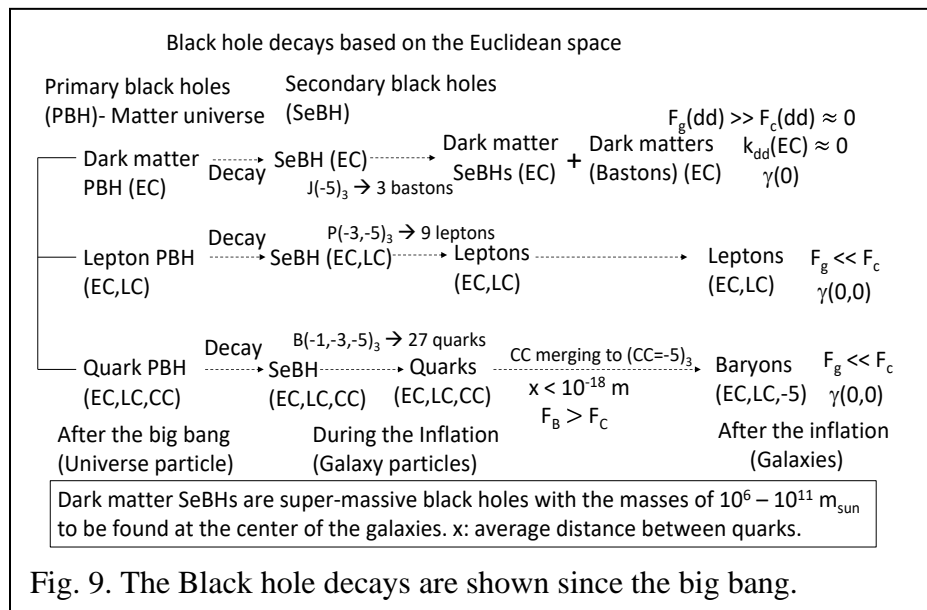 Black hole decays based on the Euclidean space
Primary black holes
(PBH)- Matter universe
Secondary black holes
(SeBH)
F_g(dd) >> F_c(dd) ≈ 0
k_dd(EC) ≈ 0
γ(0)
Dark matter
PBH (EC)
Decay
SeBH (EC)
J(-5)₃ → 3 bastons
Dark matter
SeBHs (EC)
+
Dark matters
(Bastons) (EC)
Lepton PBH
(EC,LC)
Decay
SeBH (EC,LC)
P(-3,-5)₃ → 9 leptons
Leptons
(EC,LC)
Leptons
(EC,LC)
F_g << F_c
γ(0,0)
Quark PBH
(EC,LC,CC)
Decay
SeBH
(EC,LC,CC)
B(-1,-3,-5)₃ → 27 quarks
Quarks
(EC,LC,CC)
CC merging to (CC=-5)₃
x < 10⁻¹⁸ m
F_B > F_C
Baryons
(EC,LC,-5)
F_g << F_c
γ(0,0)
After the big bang
(Universe particle)
During the Inflation
(Galaxy particles)
After the inflation
(Galaxies)
Dark matter SeBHs are super-massive black holes with the masses of 10⁶ – 10¹¹ m_sun
to be found at the center of the galaxies. x: average distance between quarks.
Fig. 9. The Black hole decays are shown since the big bang.